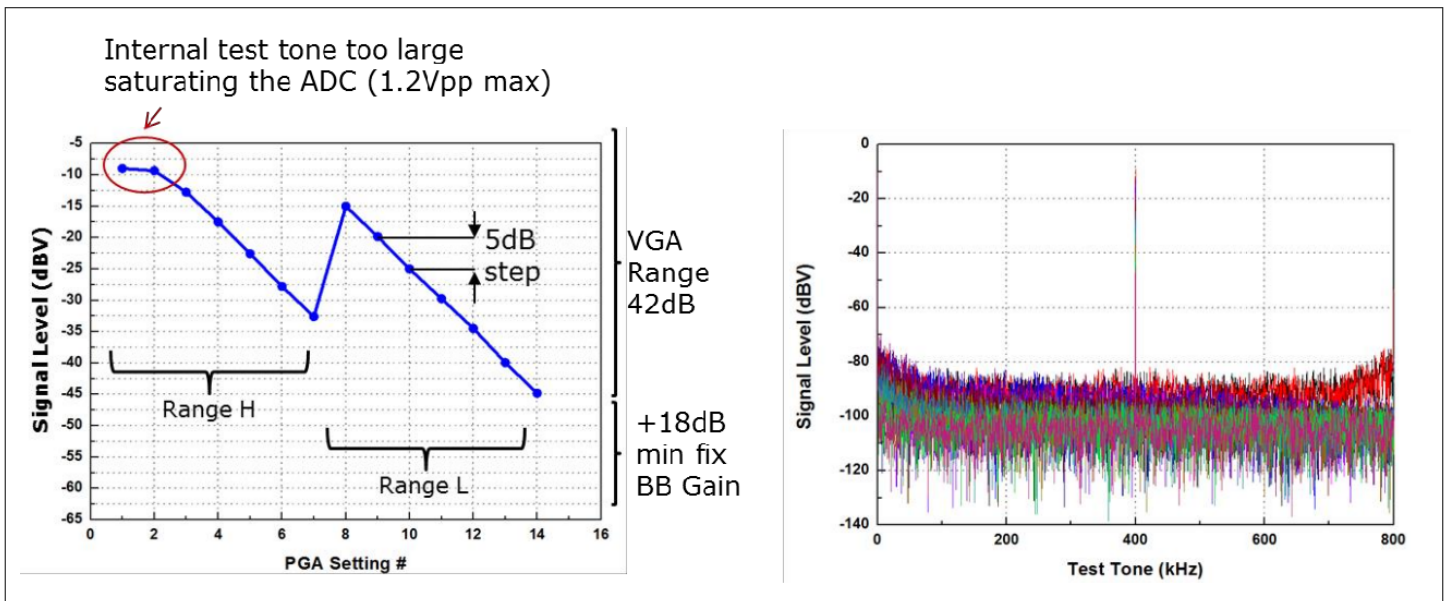 Internal test tone too large
saturating the ADC (1.2Vpp max)
-5
-10
-15
-20
-25
-30
-35
-40
-45
-50
-55
-60
-65
Signal Level (dBV)
5dB
step
Range H
Range L
0 2 4 6 8 10 12 14 16
PGA Setting #
VGA
Range
42dB
+18dB
min fix
BB Gain
0
-20
-40
-60
-80
-100
-120
-140
Signal Level (dBV)
0 200 400 600 800
Test Tone (kHz)